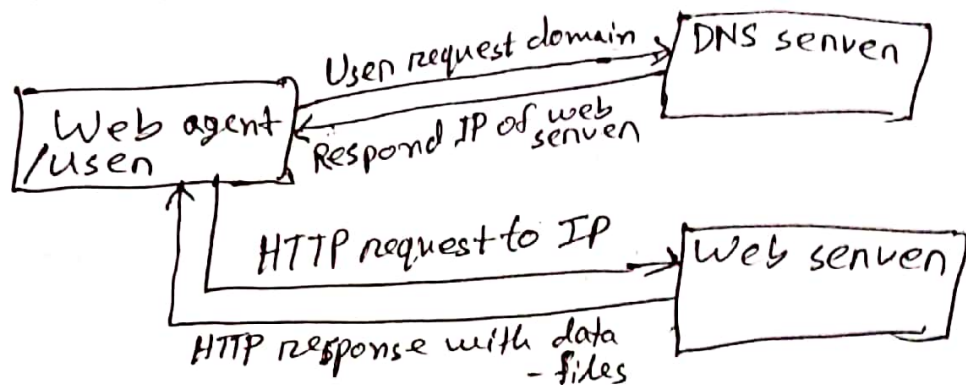 User request domain
DNS server
Web agent
/user
Respond IP of web
server
HTTP request to IP
Web server
HTTP response with data
- files